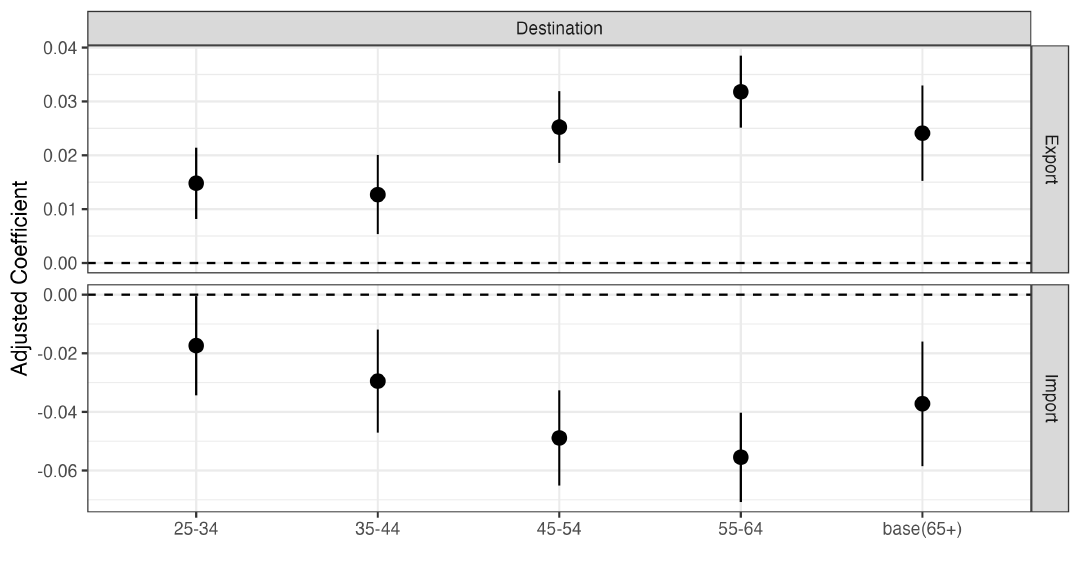 Destination
Adjusted Coefficient
0.04
0.03
0.02
0.01
0.00
Export
0.00
-0.02
-0.04
-0.06
Import
25-34 35-44 45-54 55-64 base(65+)